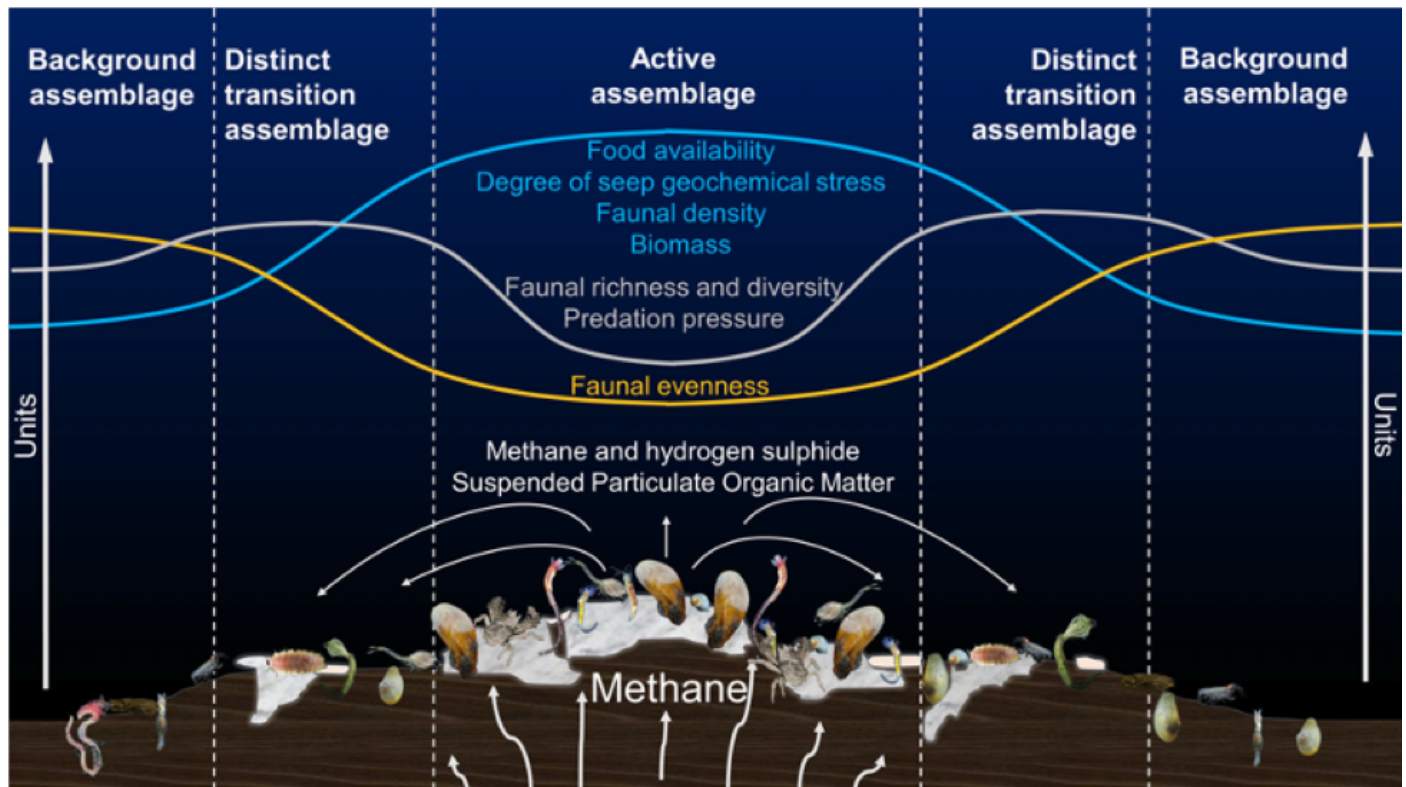 Background
assemblage
Distinct
transition
assemblage
Active
assemblage
Distinct
transition
assemblage
Background
assemblage
Food availability
Degree of seep geochemical stress
Faunal density
Biomass
Faunal richness and diversity
Predation pressure
Faunal evenness
Units
Units
Methane and hydrogen sulphide
Suspended Particulate Organic Matter
Methane